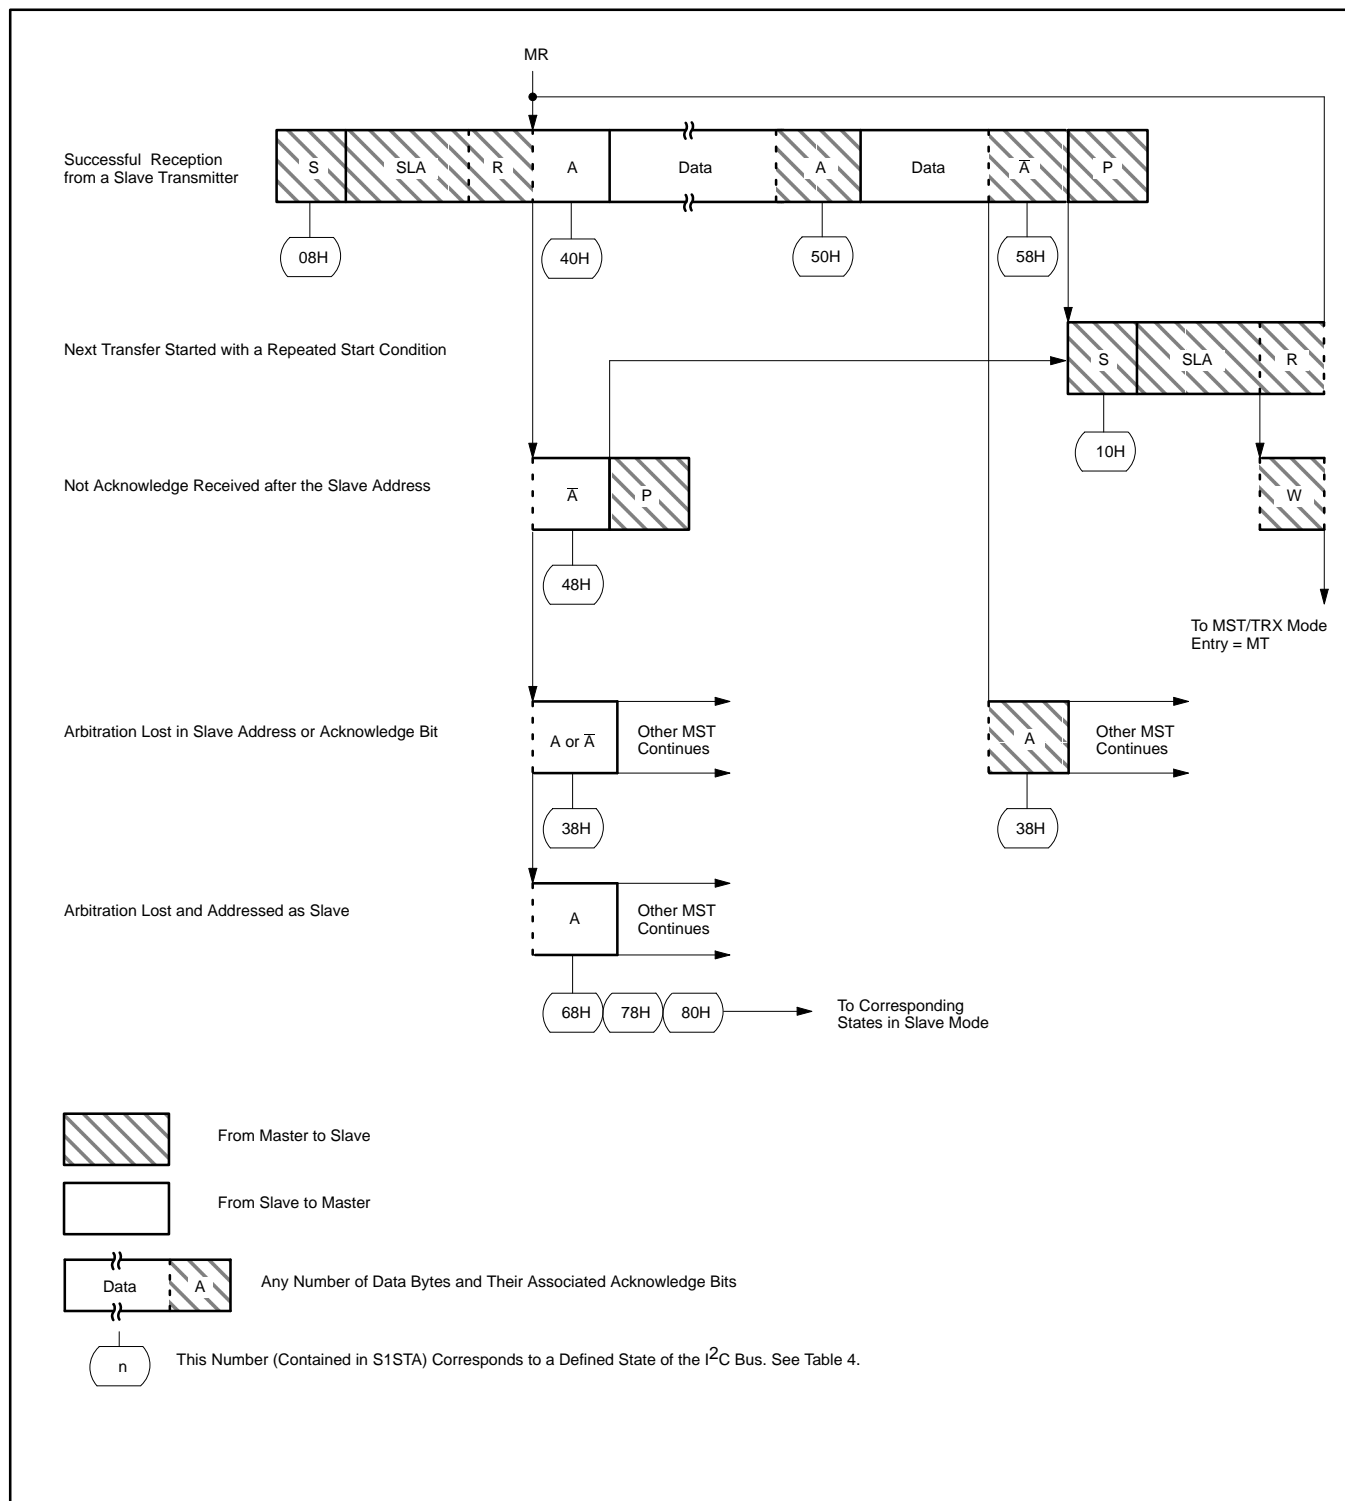 MR
Successful Reception
from a Slave Transmitter
S SLA R A Data A Data A̅ P
08H 40H 50H 58H
Next Transfer Started with a Repeated Start Condition
S SLA R
10H
Not Acknowledge Received after the Slave Address
A̅ P
W
48H
To MST/TRX Mode
Entry = MT
Arbitration Lost in Slave Address or Acknowledge Bit
A or A̅
Other MST
Continues
A
Other MST
Continues
38H 38H
Arbitration Lost and Addressed as Slave
A
Other MST
Continues
68H 78H 80H
To Corresponding
States in Slave Mode
From Master to Slave
From Slave to Master
Data A
Any Number of Data Bytes and Their Associated Acknowledge Bits
n
This Number (Contained in S1STA) Corresponds to a Defined State of the I²C Bus. See Table 4.